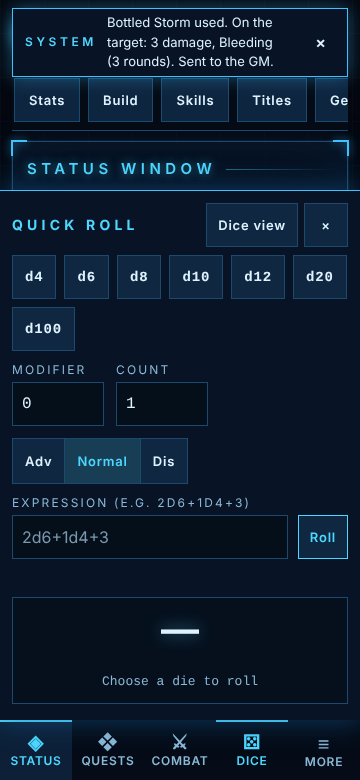 SYSTEM
Bottled Storm used. On the
target: 3 damage, Bleeding
(3 rounds). Sent to the GM.
×
Stats Build Skills Titles Ge
STATUS WINDOW
QUICK ROLL
Dice view
×
d4 d6 d8 d10 d12 d20
d100
MODIFIER COUNT
0 1
Adv Normal Dis
EXPRESSION (E.G. 2D6+1D4+3)
2d6+1d4+3 Roll
—
Choose a die to roll
STATUS QUESTS COMBAT DICE MORE